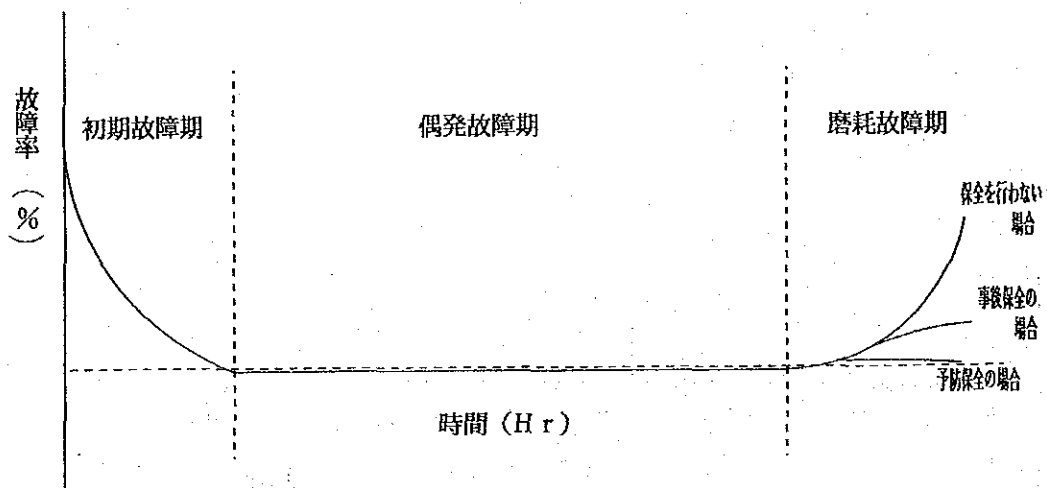 故障率（％）
初期故障期
偶発故障期
磨耗故障期
保全を行わない
場合
事後保全の
場合
予防保全の場合
時間（Ｈｒ）